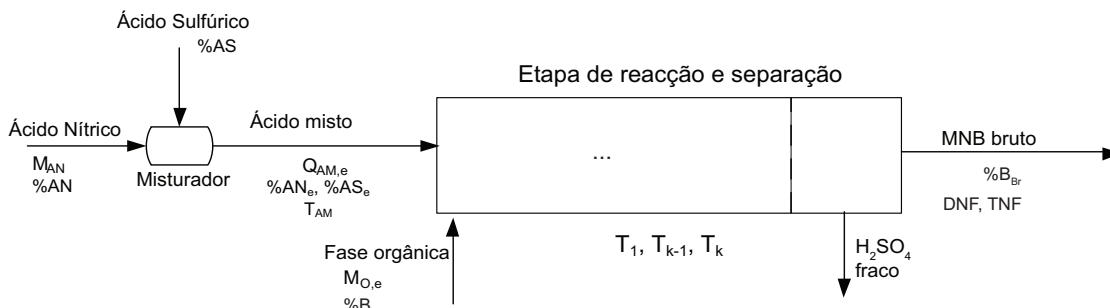 Ácido Sulfúrico
%AS
Etapa de reacção e separação
Ácido Nítrico
M_AN
%AN
Misturador
Ácido misto
Q_AM,e
%AN_e, %AS_e
T_AM
...
MNB bruto
%B_Br
DNF, TNF
Fase orgânica
M_O,e
%B
T_1, T_k-1, T_k
H_2SO_4
fraco